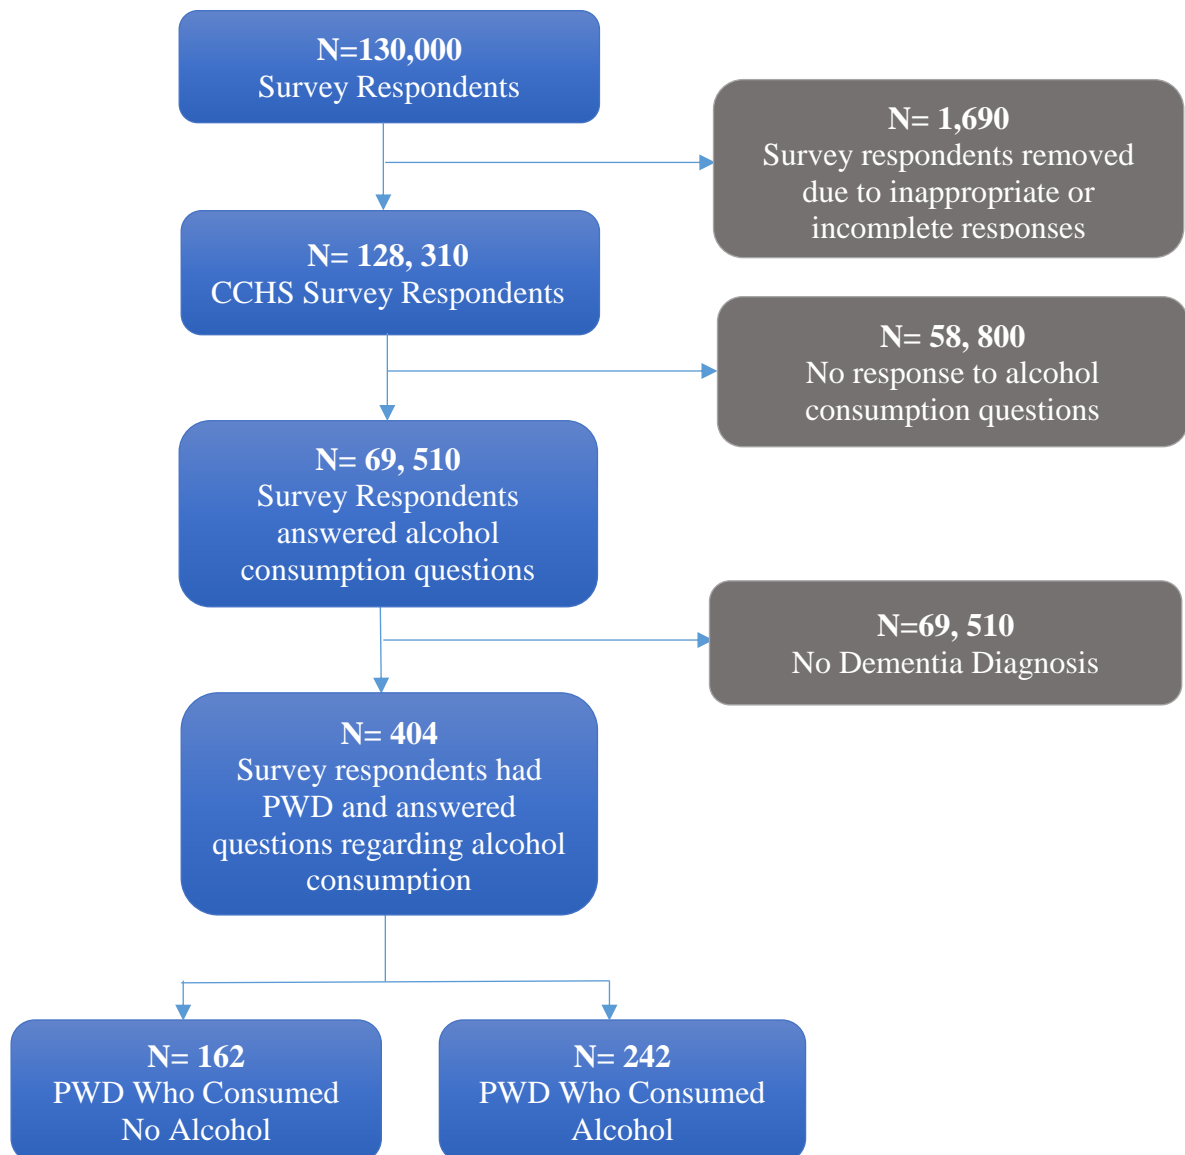 N=130,000
Survey Respondents
N= 1,690
Survey respondents removed
due to inappropriate or
incomplete responses
N= 128, 310
CCHS Survey Respondents
N= 58, 800
No response to alcohol
consumption questions
N= 69, 510
Survey Respondents
answered alcohol
consumption questions
N=69, 510
No Dementia Diagnosis
N= 404
Survey respondents had
PWD and answered
questions regarding alcohol
consumption
N= 162
PWD Who Consumed
No Alcohol
N= 242
PWD Who Consumed
Alcohol